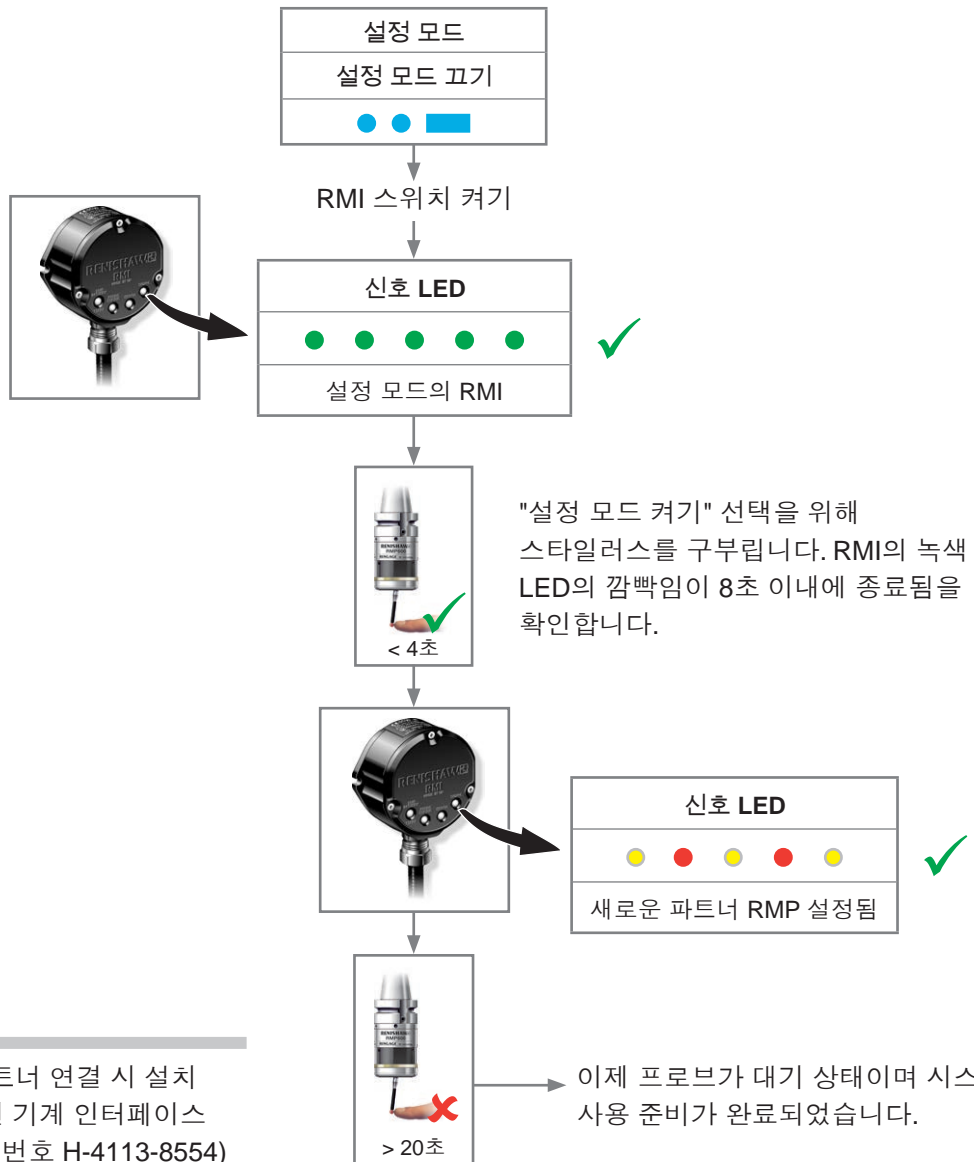 설정 모드
설정 모드 끄기
RMI 스위치 켜기
RENISHAW
RMI
신호 LED
설정 모드의 RMI
"설정 모드 켜기" 선택을 위해
스타일러스를 구부립니다. RMI의 녹색
LED의 깜빡임이 8초 이내에 종료됨을
확인합니다.
RENISHAW
< 4초
RENISHAW
RMI
신호 LED
새로운 파트너 RMP 설정됨
RENISHAW
> 20초
이제 프로브가 대기 상태이며
사용 준비가 완료되었습니다.
연결 시 설치
기계 인터페이스
번호 H-4113-8554)